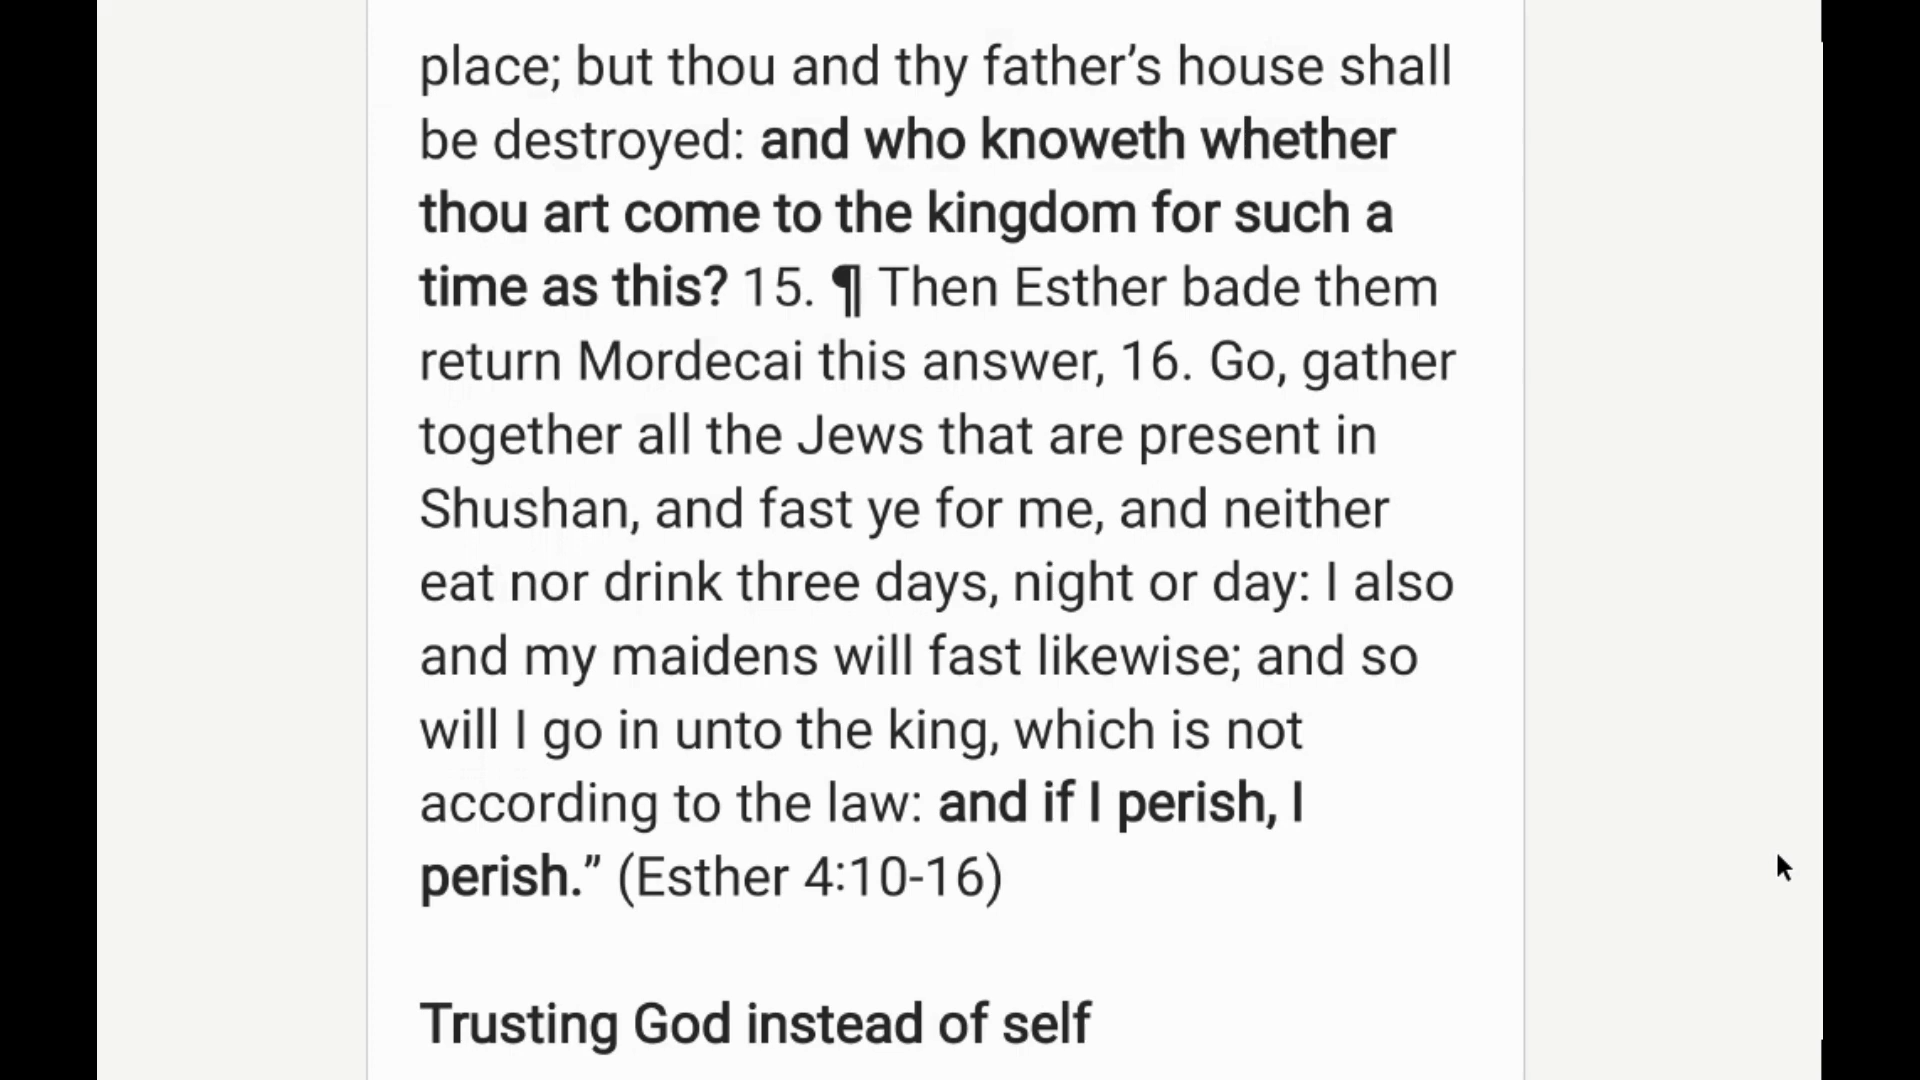 place; but thou and thy father’s house shall
be destroyed: and who knoweth whether
thou art come to the kingdom for such a
time as this? 15. ¶ Then Esther bade them
return Mordecai this answer, 16. Go, gather
together all the Jews that are present in
Shushan, and fast ye for me, and neither
eat nor drink three days, night or day: I also
and my maidens will fast likewise; and so
will I go in unto the king, which is not
according to the law: and if I perish, I
perish.” (Esther 4:10-16)
Trusting God instead of self